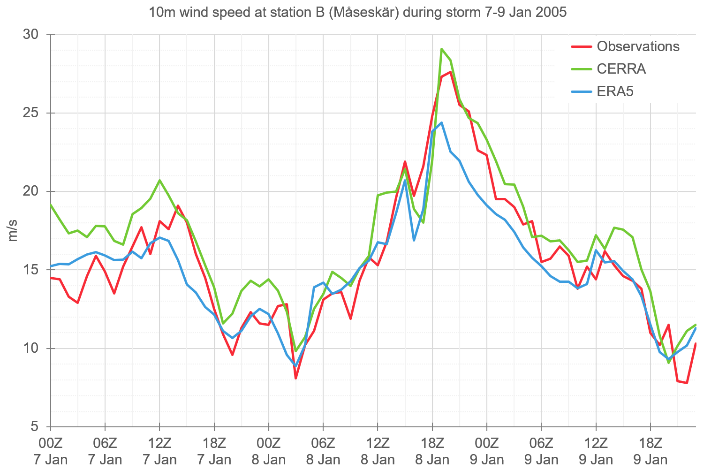 10m wind speed at station B (Måseskär) during storm 7-9 Jan 2005
30
25
20
15
10
5
m/s
Observations
CERRA
ERA5
00Z 06Z 12Z 18Z 00Z 06Z 12Z 18Z 00Z 06Z 12Z 18Z
7 Jan 7 Jan 7 Jan 7 Jan 8 Jan 8 Jan 8 Jan 8 Jan 9 Jan 9 Jan 9 Jan 9 Jan